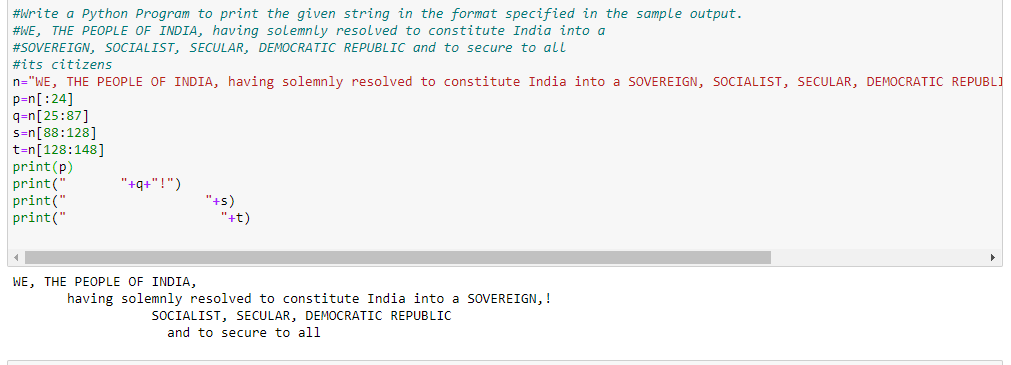 #Write a Python Program to print the given string in the format specified in the sample output.
#WE, THE PEOPLE OF INDIA, having solemnly resolved to constitute India into a
#SOVEREIGN, SOCIALIST, SECULAR, DEMOCRATIC REPUBLIC and to secure to all
#its citizens
n="WE, THE PEOPLE OF INDIA, having solemnly resolved to constitute India into a SOVEREIGN, SOCIALIST, SECULAR, DEMOCRATIC REPUBLI
p=n[:24]
q=n[25:87]
s=n[88:128]
t=n[128:148]
print(p)
print("       "+q+"!")
print("                  "+s)
print("                    "+t)
WE, THE PEOPLE OF INDIA,
       having solemnly resolved to constitute India into a SOVEREIGN,!
                  SOCIALIST, SECULAR, DEMOCRATIC REPUBLIC
                    and to secure to all